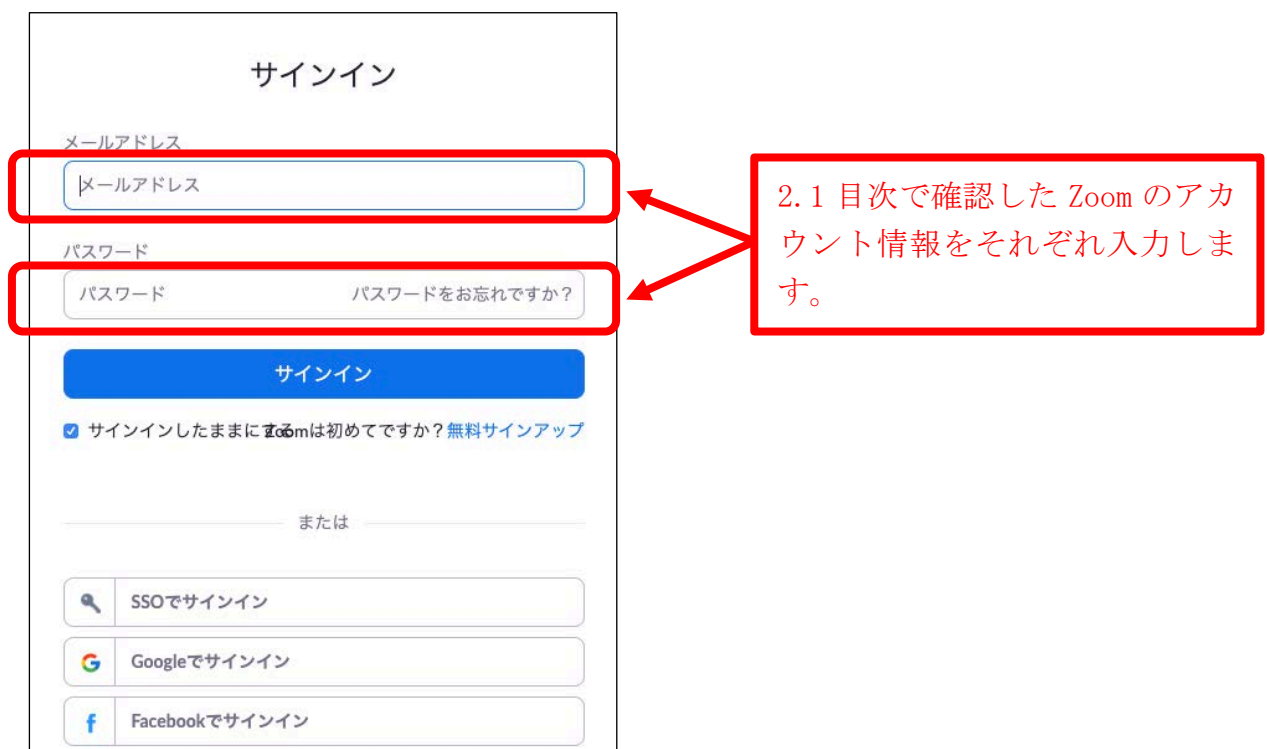 サインイン
メールアドレス
メールアドレス
2.1 目次で確認した Zoom のアカ
ウント情報をそれぞれ入力しま
す。
パスワード
パスワード パスワードをお忘れですか?
サインイン
サインインしたままにする Zoomは初めてですか?無料サインアップ
または
SSOでサインイン
Googleでサインイン
Facebookでサインイン